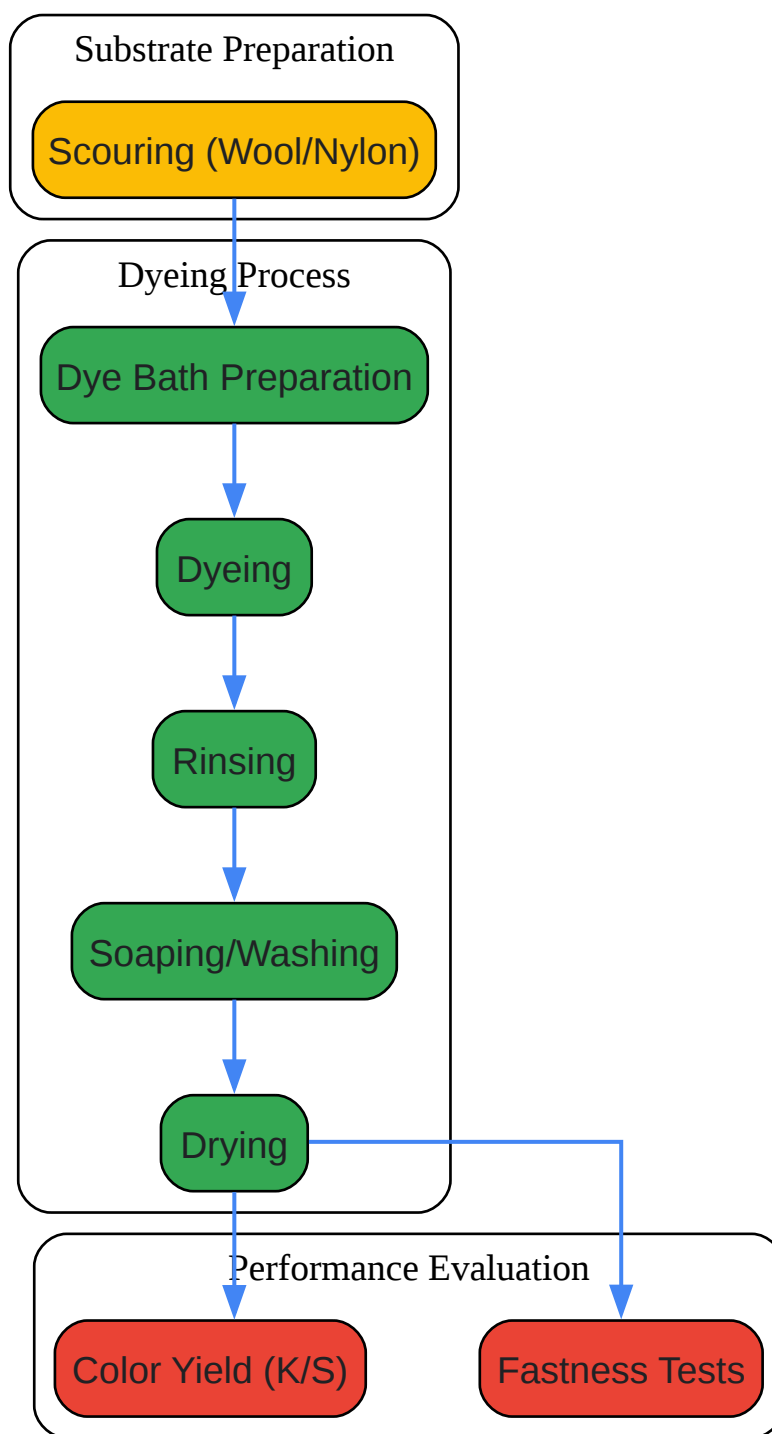 Substrate Preparation
Scouring (Wool/Nylon)
Dyeing Process
Dye Bath Preparation
Dyeing
Rinsing
Soaping/Washing
Drying
Performance Evaluation
Color Yield (K/S)
Fastness Tests